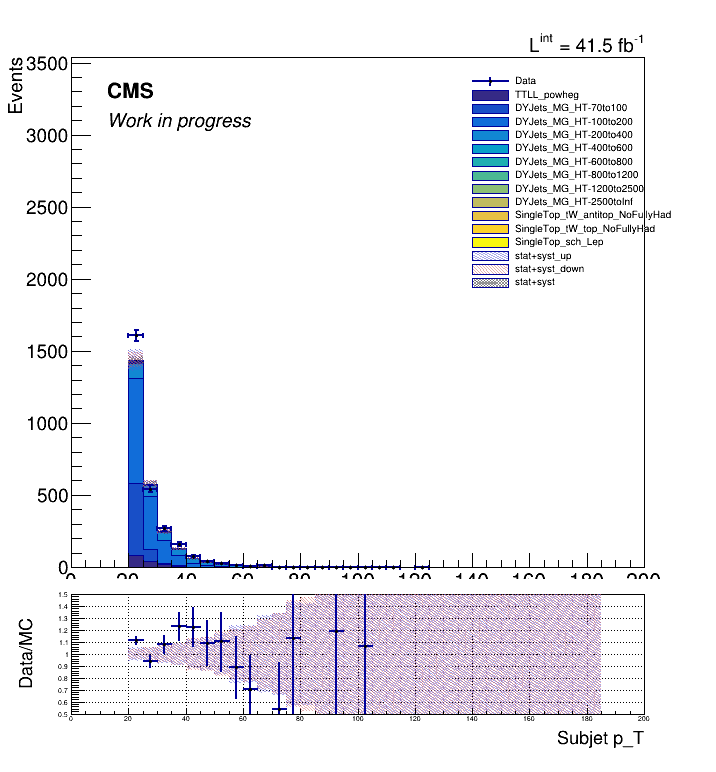 L^int = 41.5 fb^-1
Events
3500
3000
2500
2000
1500
1000
500
0
CMS
Work in progress
Data
TTLL_powheg
DYJets_MG_HT-70to100
DYJets_MG_HT-100to200
DYJets_MG_HT-200to400
DYJets_MG_HT-400to600
DYJets_MG_HT-600to800
DYJets_MG_HT-800to1200
DYJets_MG_HT-1200to2500
DYJets_MG_HT-2500toInf
SingleTop_tW_antitop_NoFullyHad
SingleTop_tW_top_NoFullyHad
SingleTop_sch_Lep
stat+syst_up
stat+syst_down
stat+syst
0 20 40 60 80 100 120 140 160 180 200
Data/MC
1.5
1.4
1.3
1.2
1.1
1
0.9
0.8
0.7
0.6
0.5
0 20 40 60 80 100 120 140 160 180 200
Subjet p_T